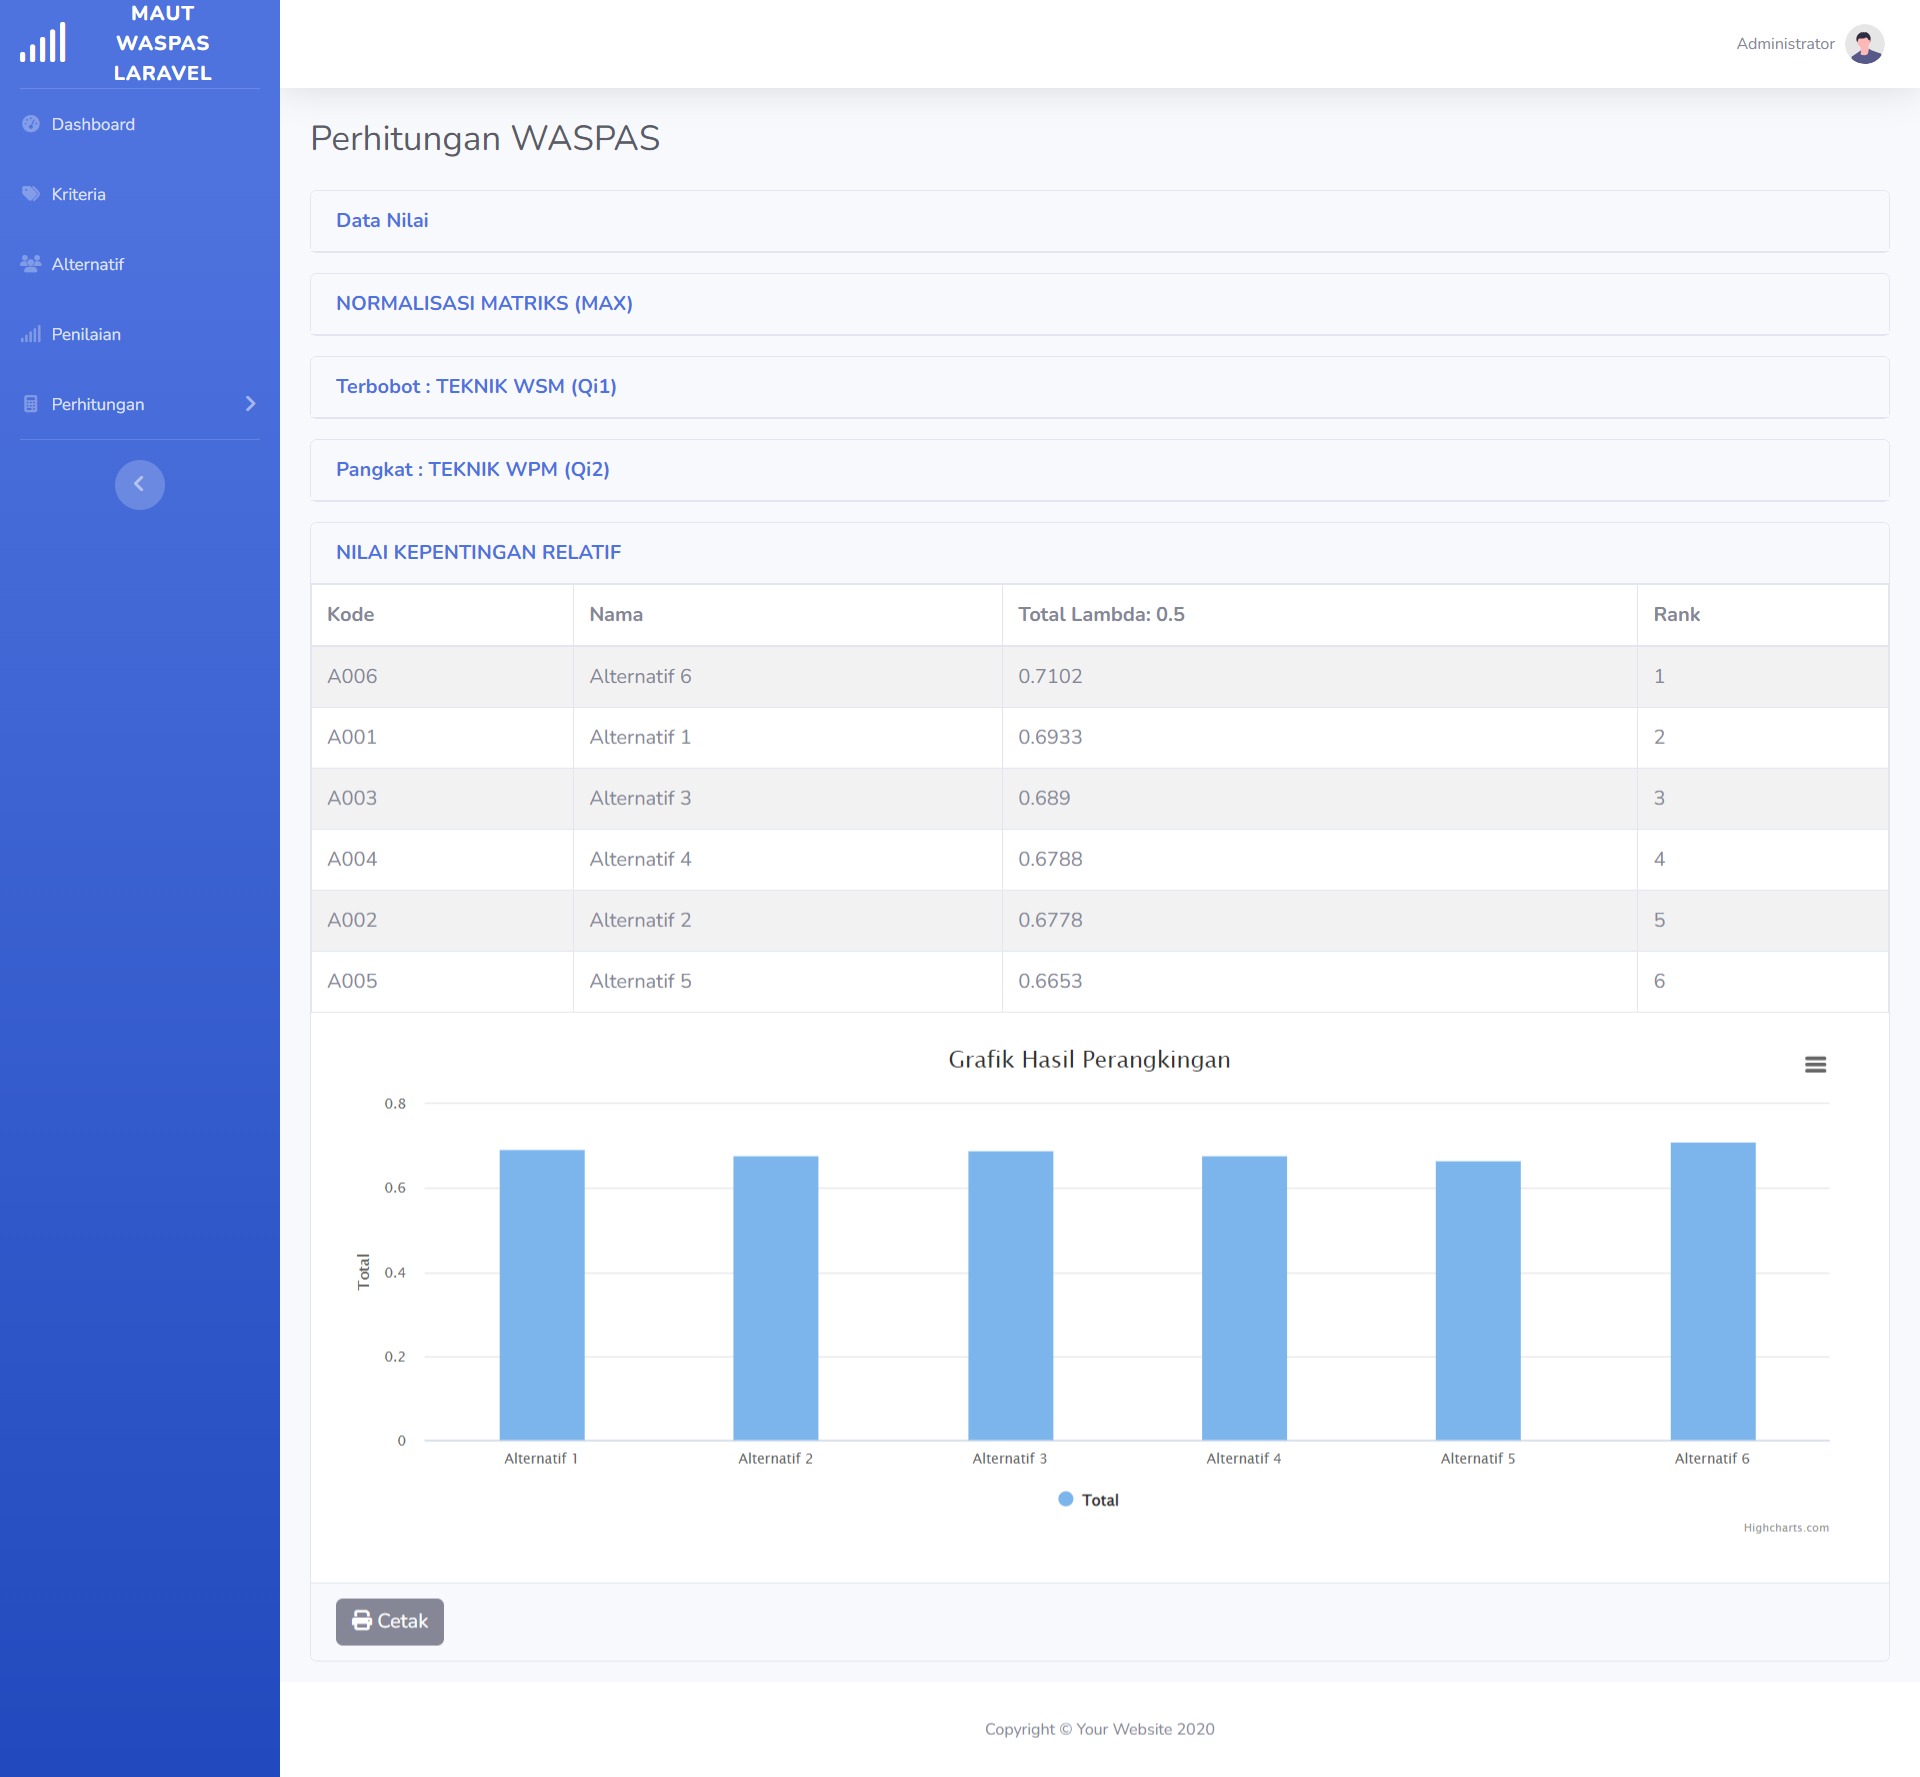 MAUT
WASPAS
LARAVEL
Administrator
Dashboard
Kriteria
Alternatif
Penilaian
Perhitungan
Perhitungan WASPAS
Data Nilai
NORMALISASI MATRIKS (MAX)
Terbobot : TEKNIK WSM (Qi1)
Pangkat : TEKNIK WPM (Qi2)
NILAI KEPENTINGAN RELATIF
Kode Nama Total Lambda: 0.5 Rank
A006 Alternatif 6 0.7102 1
A001 Alternatif 1 0.6933 2
A003 Alternatif 3 0.689 3
A004 Alternatif 4 0.6788 4
A002 Alternatif 2 0.6778 5
A005 Alternatif 5 0.6653 6
Grafik Hasil Perangkingan
0.8
0.6
0.4
0.2
0
Total
Alternatif 1 Alternatif 2 Alternatif 3 Alternatif 4 Alternatif 5 Alternatif 6
Total
Highcharts.com
Cetak
Copyright © Your Website 2020